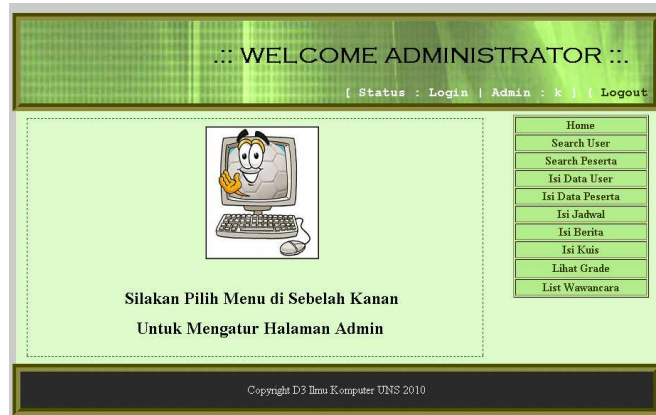 .:: WELCOME ADMINISTRATOR ::.
[ Status : Login | Admin : k ] [ Logout
Silakan Pilih Menu di Sebelah Kanan
Untuk Mengatur Halaman Admin
Home
Search User
Search Peserta
Isi Data User
Isi Data Peserta
Isi Jadwal
Isi Berita
Isi Kuis
Lihat Grade
List Wawancara
Copyright D3 Ilmu Komputer UNS 2010